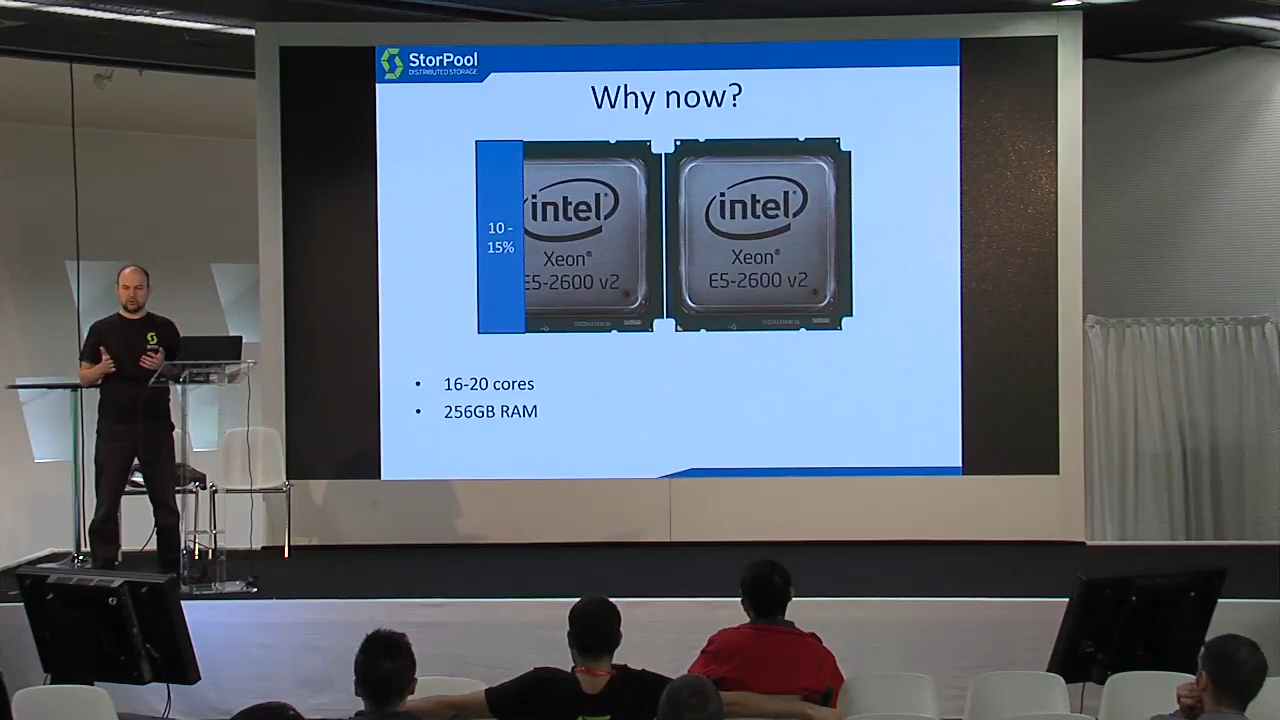 StorPool
DISTRIBUTED STORAGE
Why now?
10 -
15%
intel®
Xeon®
E5-2600 v2
intel®
Xeon®
E5-2600 v2
• 16-20 cores
• 256GB RAM